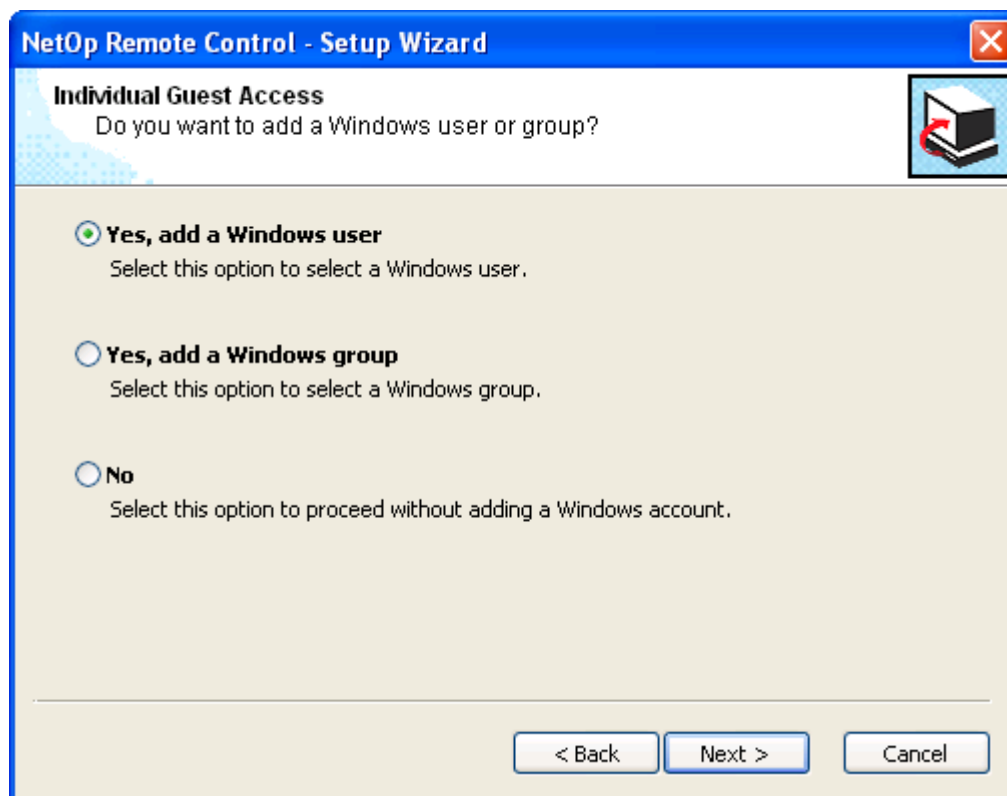 NetOp Remote Control - Setup Wizard
Individual Guest Access
Do you want to add a Windows user or group?
Yes, add a Windows user
Select this option to select a Windows user.
Yes, add a Windows group
Select this option to select a Windows group.
No
Select this option to proceed without adding a Windows account.
< Back Next > Cancel